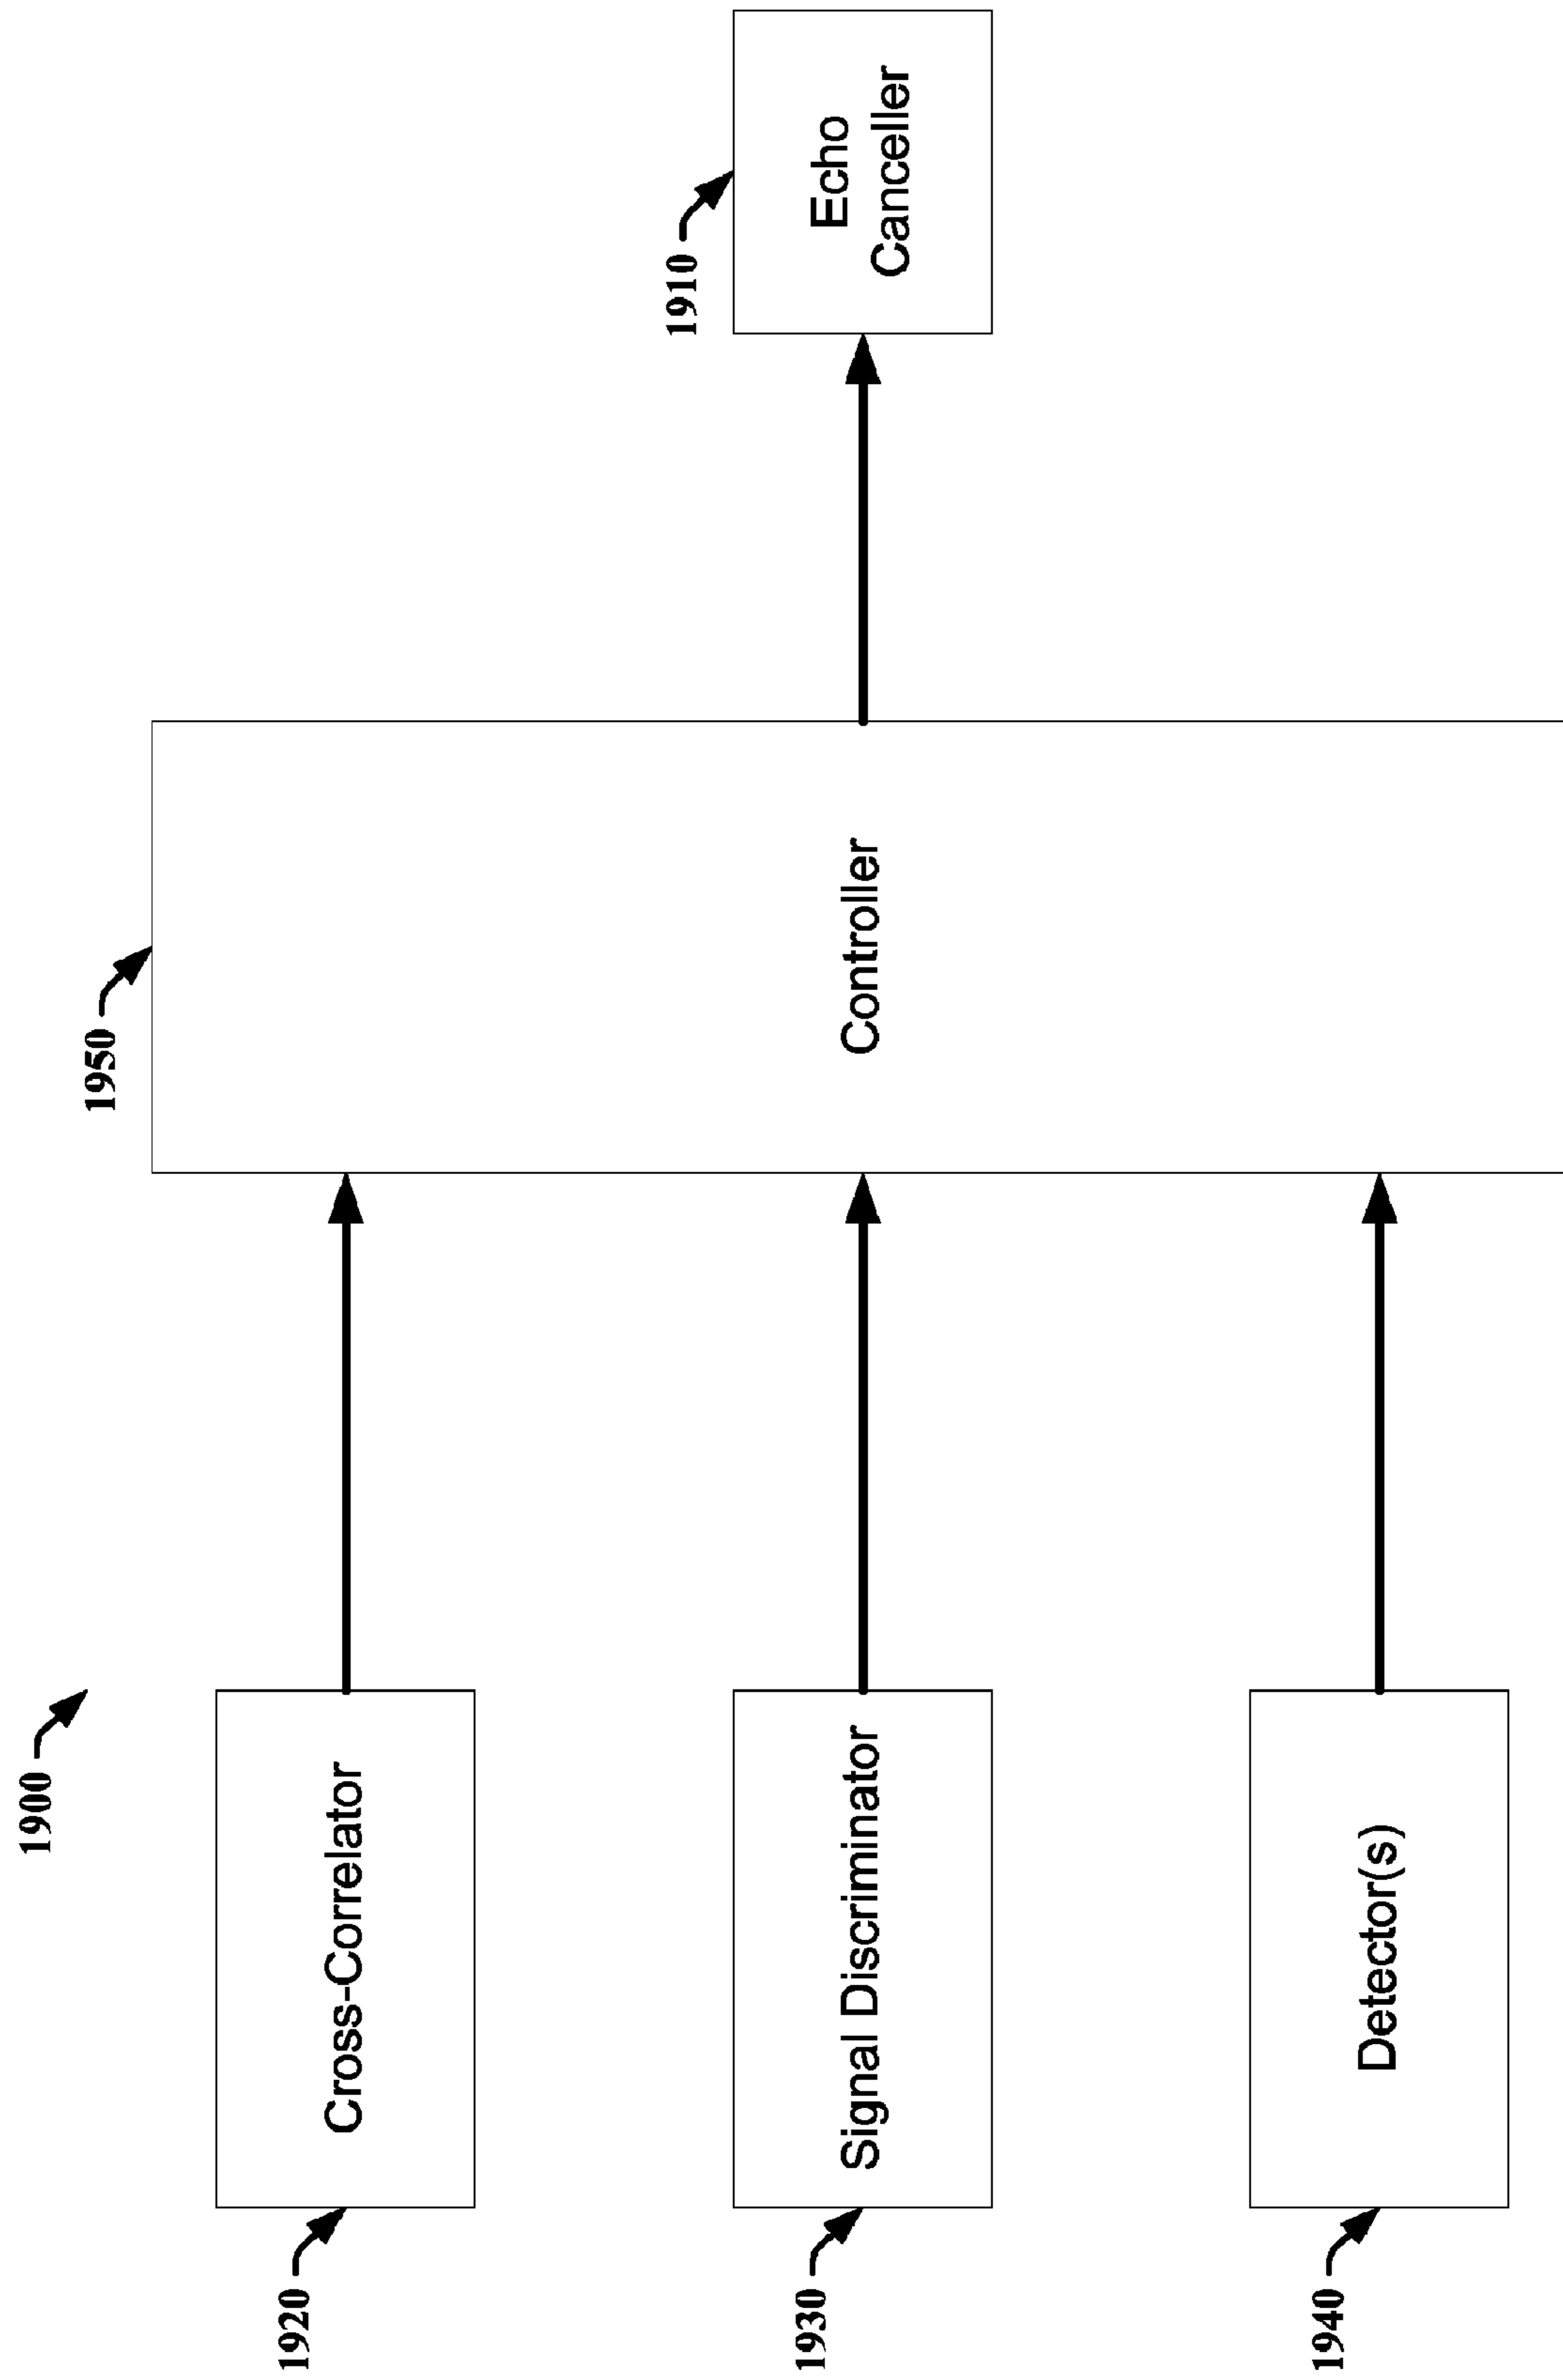 1900
1920
Cross-Correlator
1950
1930
Signal Discriminator
Controller
1910
Echo
Canceller
1940
Detector(s)